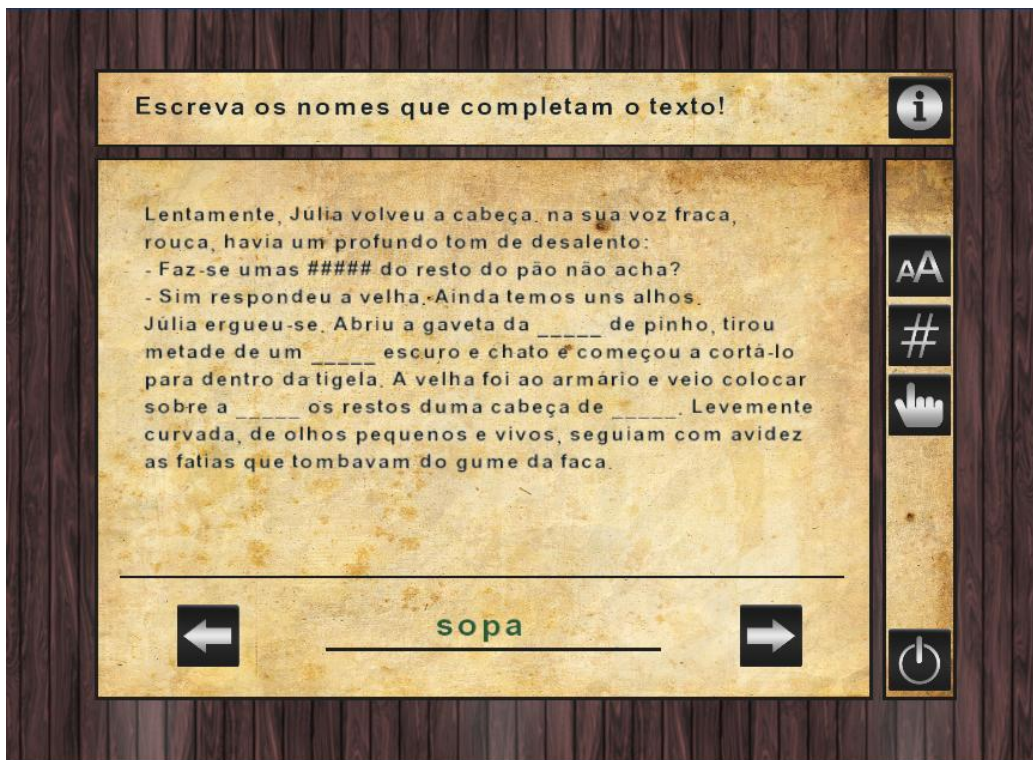 Escreva os nomes que completam o texto!
Lentamente, Júlia volveu a cabeça. na sua voz fraca,
rouca, havia um profundo tom de desalento:
- Faz-se umas ##### do resto do pão não acha?
- Sim respondeu a velha. Ainda temos uns alhos.
Júlia ergueu-se. Abriu a gaveta da _____ de pinho, tirou
metade de um _____ escuro e chato e começou a cortá-lo
para dentro da tigela. A velha foi ao armário e veio colocar
sobre a _____ os restos duma cabeça de _____. Levemente
curvada, de olhos pequenos e vivos, seguiam com avidez
as fatias que tombavam do gume da faca.
AA
#
sopa